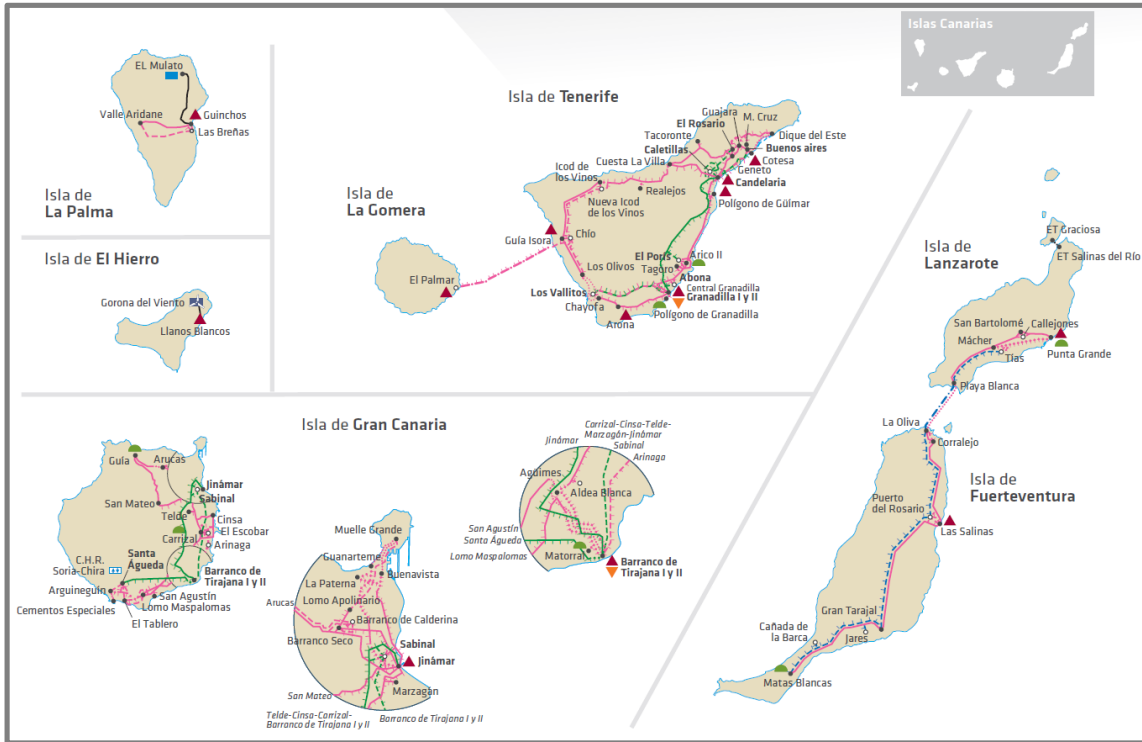 Islas Canarias
EL Mulato
Guinchos
Valle Aridane
Las Breñas
Isla de
La Palma
Isla de El Hierro
Gorona del Viento
Llanos Blancos
Isla de Tenerife
Guajara
M. Cruz
El Rosario
Dique del Este
Tacoronte
Buenos aires
Caletillas
Cotesa
Cuesta La Villa
Geneto
Icod de
los Vinos
Candelaria
Realejos
Nueva Icod
de los Vinos
Polígono de Güímar
Guía Isora
Chío
El Porís
Arico II
Los Olivos
Tagoro
Abona
Los Vallitos
Central Granadilla
Granadilla I y II
Chayofa
Polígono de Granadilla
Arona
Isla de
La Gomera
El Palmar
Isla de
Lanzarote
ET Graciosa
ET Salinas del Río
San Bartolomé
Callejones
Mácher
Tías
Punta Grande
Playa Blanca
La Oliva
Corralejo
Isla de
Fuerteventura
Puerto
del Rosario
Las Salinas
Gran Tarajal
Cañada de
la Barca
Jares
Matas Blancas
Isla de Gran Canaria
Guía
Arucas
Jinámar
Sabinal
San Mateo
Telde
Cinsa
El Escobar
Carrizal
Arinaga
C.H.R.
Soria-Chira
Santa
Águeda
Barranco de
Tirajana I y II
Arguineguín
San Agustín
Lomo Maspalomas
Cementos Especiales
El Tablero
Muelle Grande
Guanarteme
Buenavista
La Paterna
Lomo Apolinario
Arucas
Barranco de Calderina
Barranco Seco
Sabinal
Jinámar
San Mateo
Marzagán
Telde-Cinsa-Carrizal-
Barranco de Tirajana I y II
Barranco de Tirajana I y II
Carrizal-Cinsa-Telde-
Marzagán-Jinámar
Jinámar
Sabinal
Arinaga
Agüimes
Aldea Blanca
San Agustín
Santa Águeda
Lomo Maspalomas
Matorral
Barranco de
Tirajana I y II